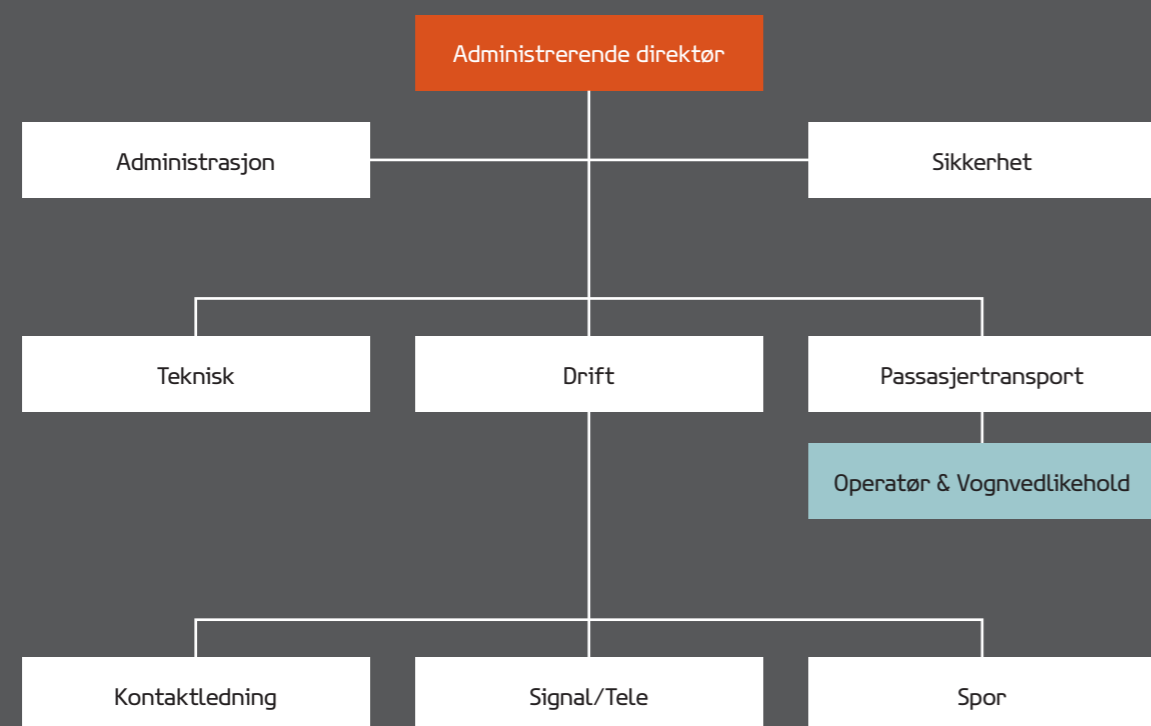 Administrerende direktør
Administrasjon
Sikkerhet
Teknisk
Drift
Passasjertransport
Operatør & Vognvedlikehold
Kontaktledning
Signal/Tele
Spor